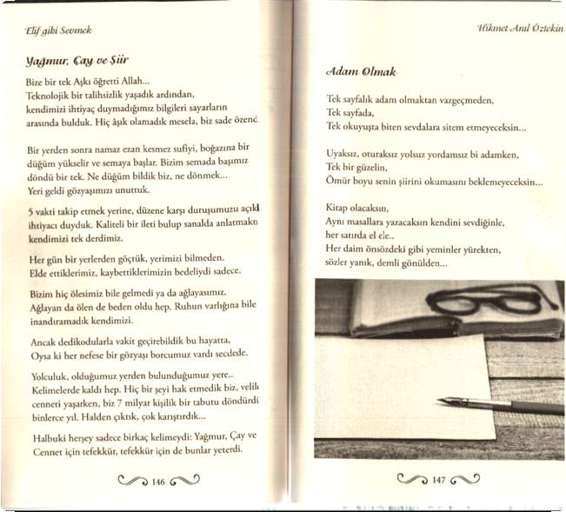 Elif gibi Sevmek
Yağmur, Çay ve Şiir
Bize bir tek Aşkı öğretti Allah...
Teknolojik bir talihsizlik yaşadık ardından,
kendimizi ihtiyaç duymadığımız bilgileri sayarların
arasında bulduk. Hiç âşık olamadık mesela, biz sade özend
Bir yerden sonra namaz ezan kesmez sufiyi, boğazına bir
düğüm yükselir ve semaya başlar. Bizim semada başımız
döndü bir tek. Ne düğüm bildik biz, ne dönmek...
Yeri geldi gözyaşımızı unuttuk.
5 vakti takip etmek yerine, düzene karşı duruşumuzu açıkl
ihtiyacı duyduk. Kaliteli bir ileti bulup sanalda anlatmaktı
kendimizi tek derdimiz.
Her gün bir yerlerden göçtük, yerimizi bilmeden.
Elde ettiklerimiz, kaybettiklerimizin bedeliydi sadece.
Bizim hiç ölesimiz bile gelmedi ya da ağlayasımız.
Ağlayan da ölen de beden oldu hep. Ruhun varlığına bile
inandıramadık kendimizi.
Ancak dedikodularla vakit geçirebildik bu hayatta,
Oysa ki her nefese bir gözyaşı borcumuz vardı secdede.
Yolculuk, olduğumuz yerden bulunduğumuz yere..
Kelimelerde kaldı hep. Hiç bir şeyi hak etmedik biz, velik
cenneti yaşarken, biz 7 milyar kişilik bir tabutu döndürdü
binlerce yıl. Halden çıktık, çok karıştırdık...
Halbuki herşey sadece birkaç kelimeydi: Yağmur, Çay ve
Cennet için tefekkür, tefekkür için de bunlar yeterdi.
146
Hikmet Anıl Öztekin
Adam Olmak
Tek sayfalık adam olmaktan vazgeçmeden,
Tek sayfada,
Tek okuyuşta biten sevdalara sitem etmeyeceksin...
Uyaksız, oturaksız yolsuz yordamsız bi adamken,
Tek bir güzelin,
Ömür boyu senin şiirini okumasını beklemeyeceksin...
Kitap olacaksın,
Aynı masallara yazacaksın kendini sevdiğinle,
her satırda el ele..
Her daim önsözdeki gibi yeminler yürekten,
sözler yanık, demli gönülden...
147